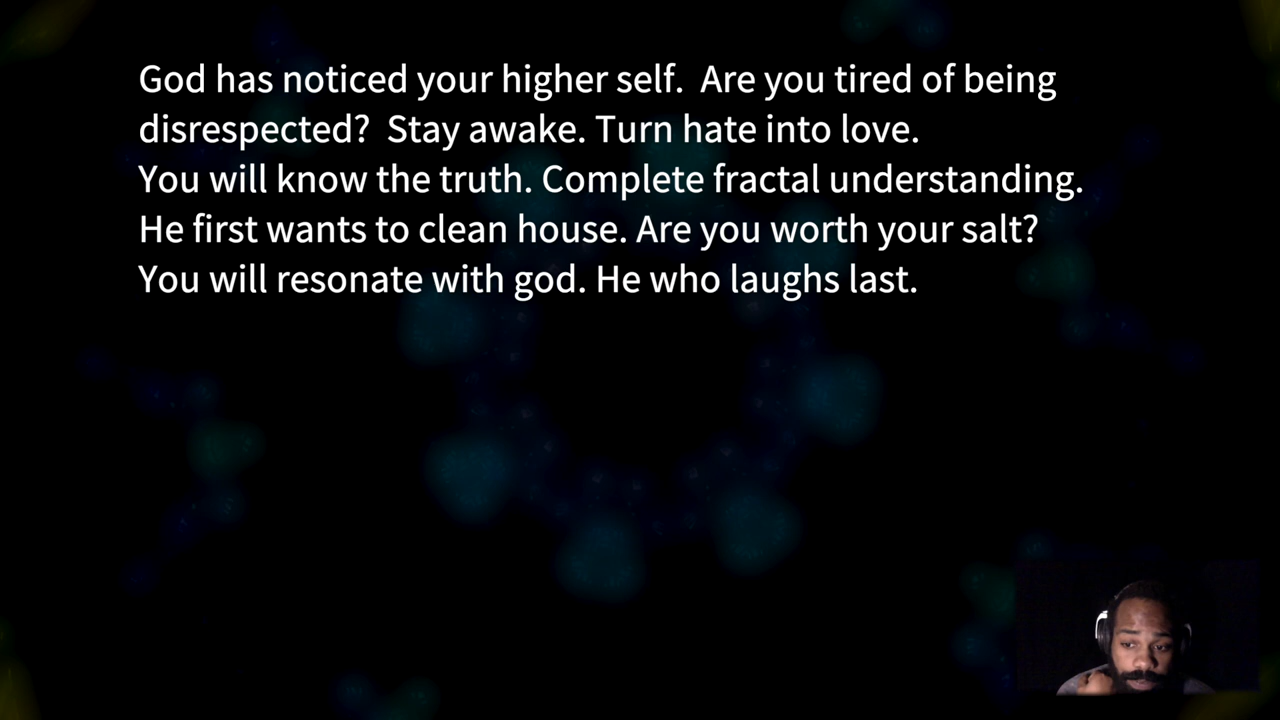 God has noticed your higher self.  Are you tired of being
disrespected?  Stay awake. Turn hate into love.
You will know the truth. Complete fractal understanding.
He first wants to clean house. Are you worth your salt?
You will resonate with god. He who laughs last.